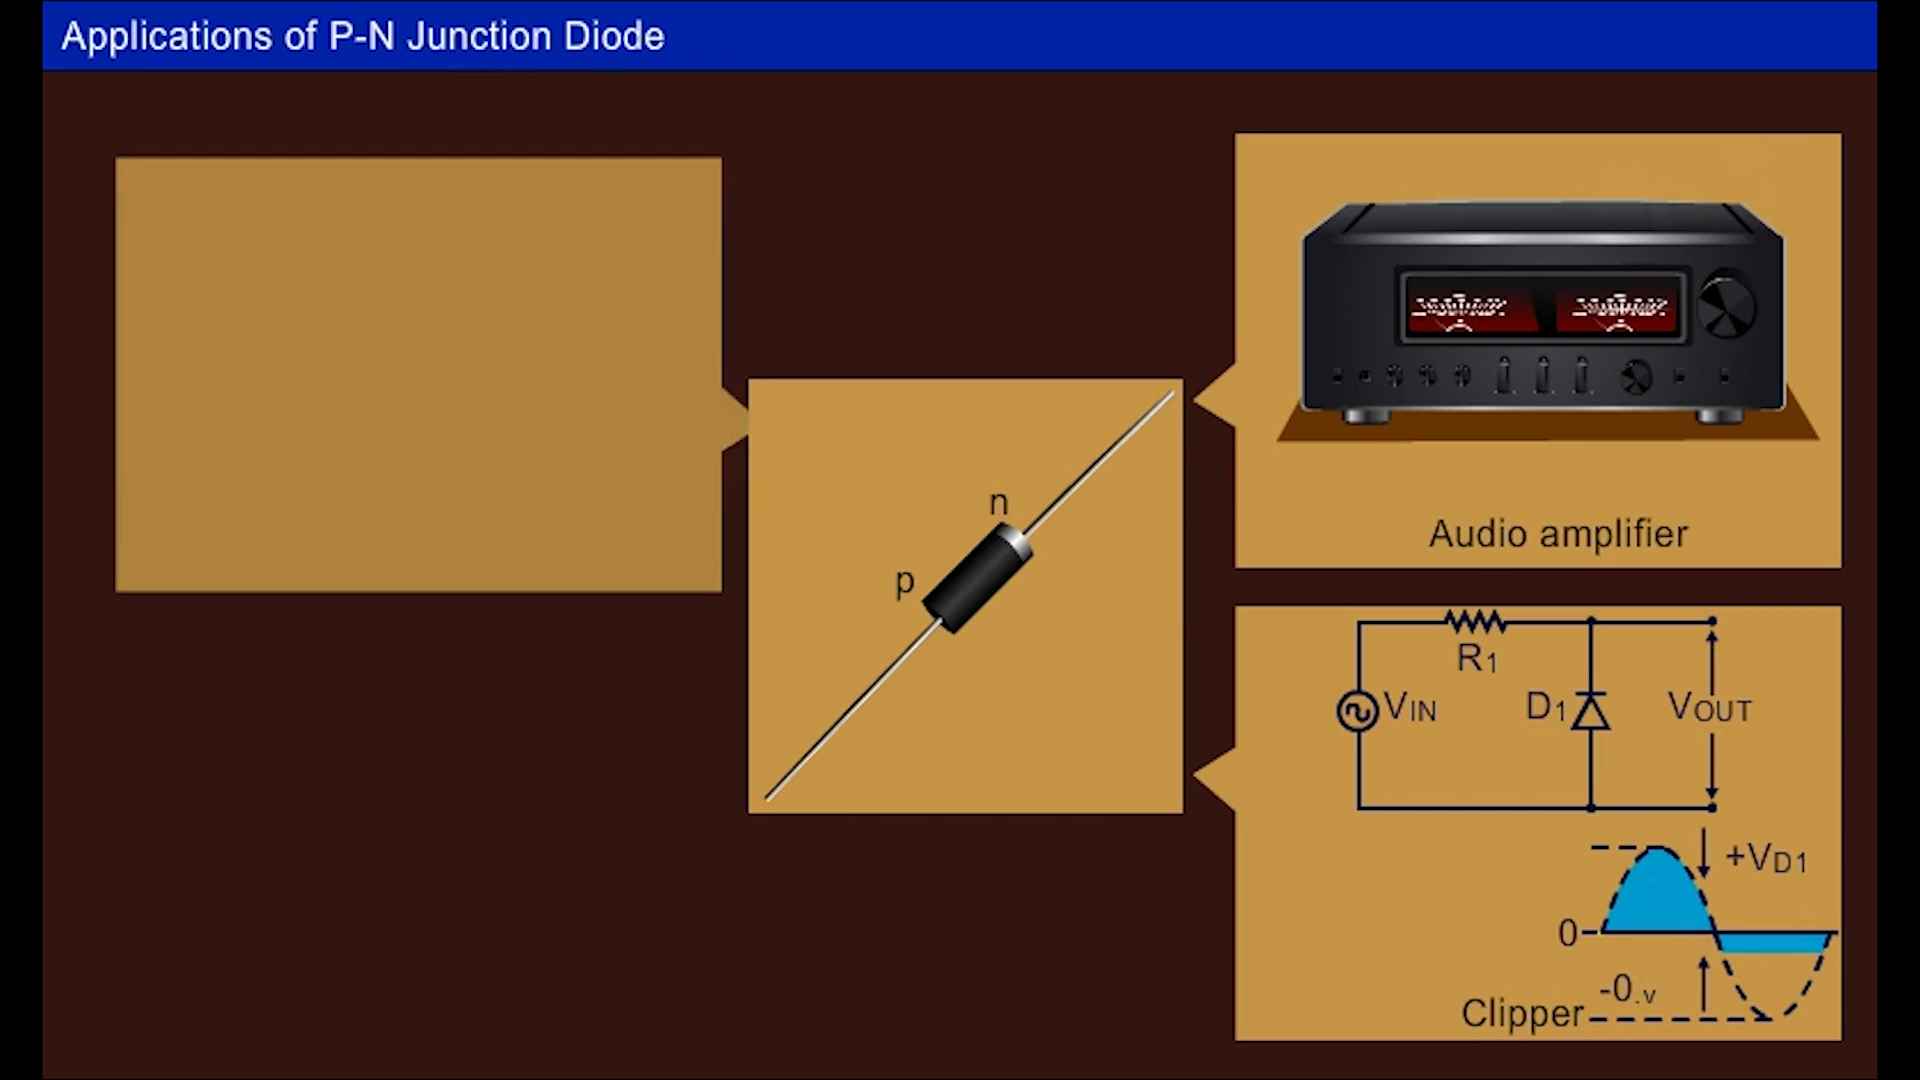 Applications of P-N Junction Diode
n
p
Audio amplifier
R1
VIN
D1
VOUT
+VD1
0
-0.v
Clipper